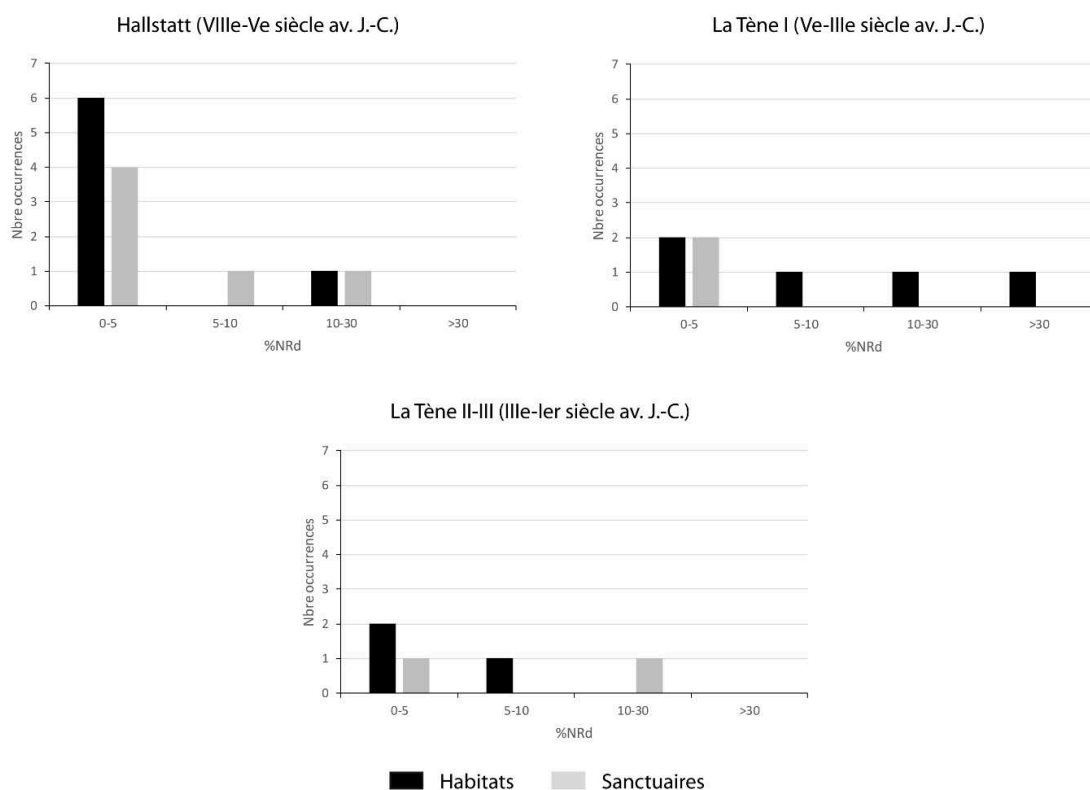 Hallstatt (VIIIe-Ve siècle av. J.-C.)
7
6
5
4
3
2
1
0
Nbre occurrences
0-5 5-10 10-30 >30
%NRd
La Tène I (Ve-IIIe siècle av. J.-C.)
7
6
5
4
3
2
1
0
Nbre occurrences
0-5 5-10 10-30 >30
%NRd
La Tène II-III (IIIe-Ier siècle av. J.-C.)
7
6
5
4
3
2
1
0
Nbre occurrences
0-5 5-10 10-30 >30
%NRd
Habitats Sanctuaires